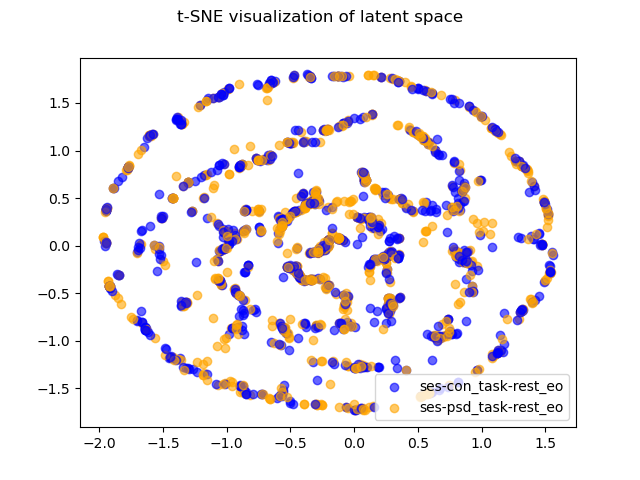 t-SNE visualization of latent space
1.5
1.0
0.5
0.0
−0.5
−1.0
−1.5
ses-con_task-rest_eo
ses-psd_task-rest_eo
−2.0 −1.5 −1.0 −0.5 0.0 0.5 1.0 1.5